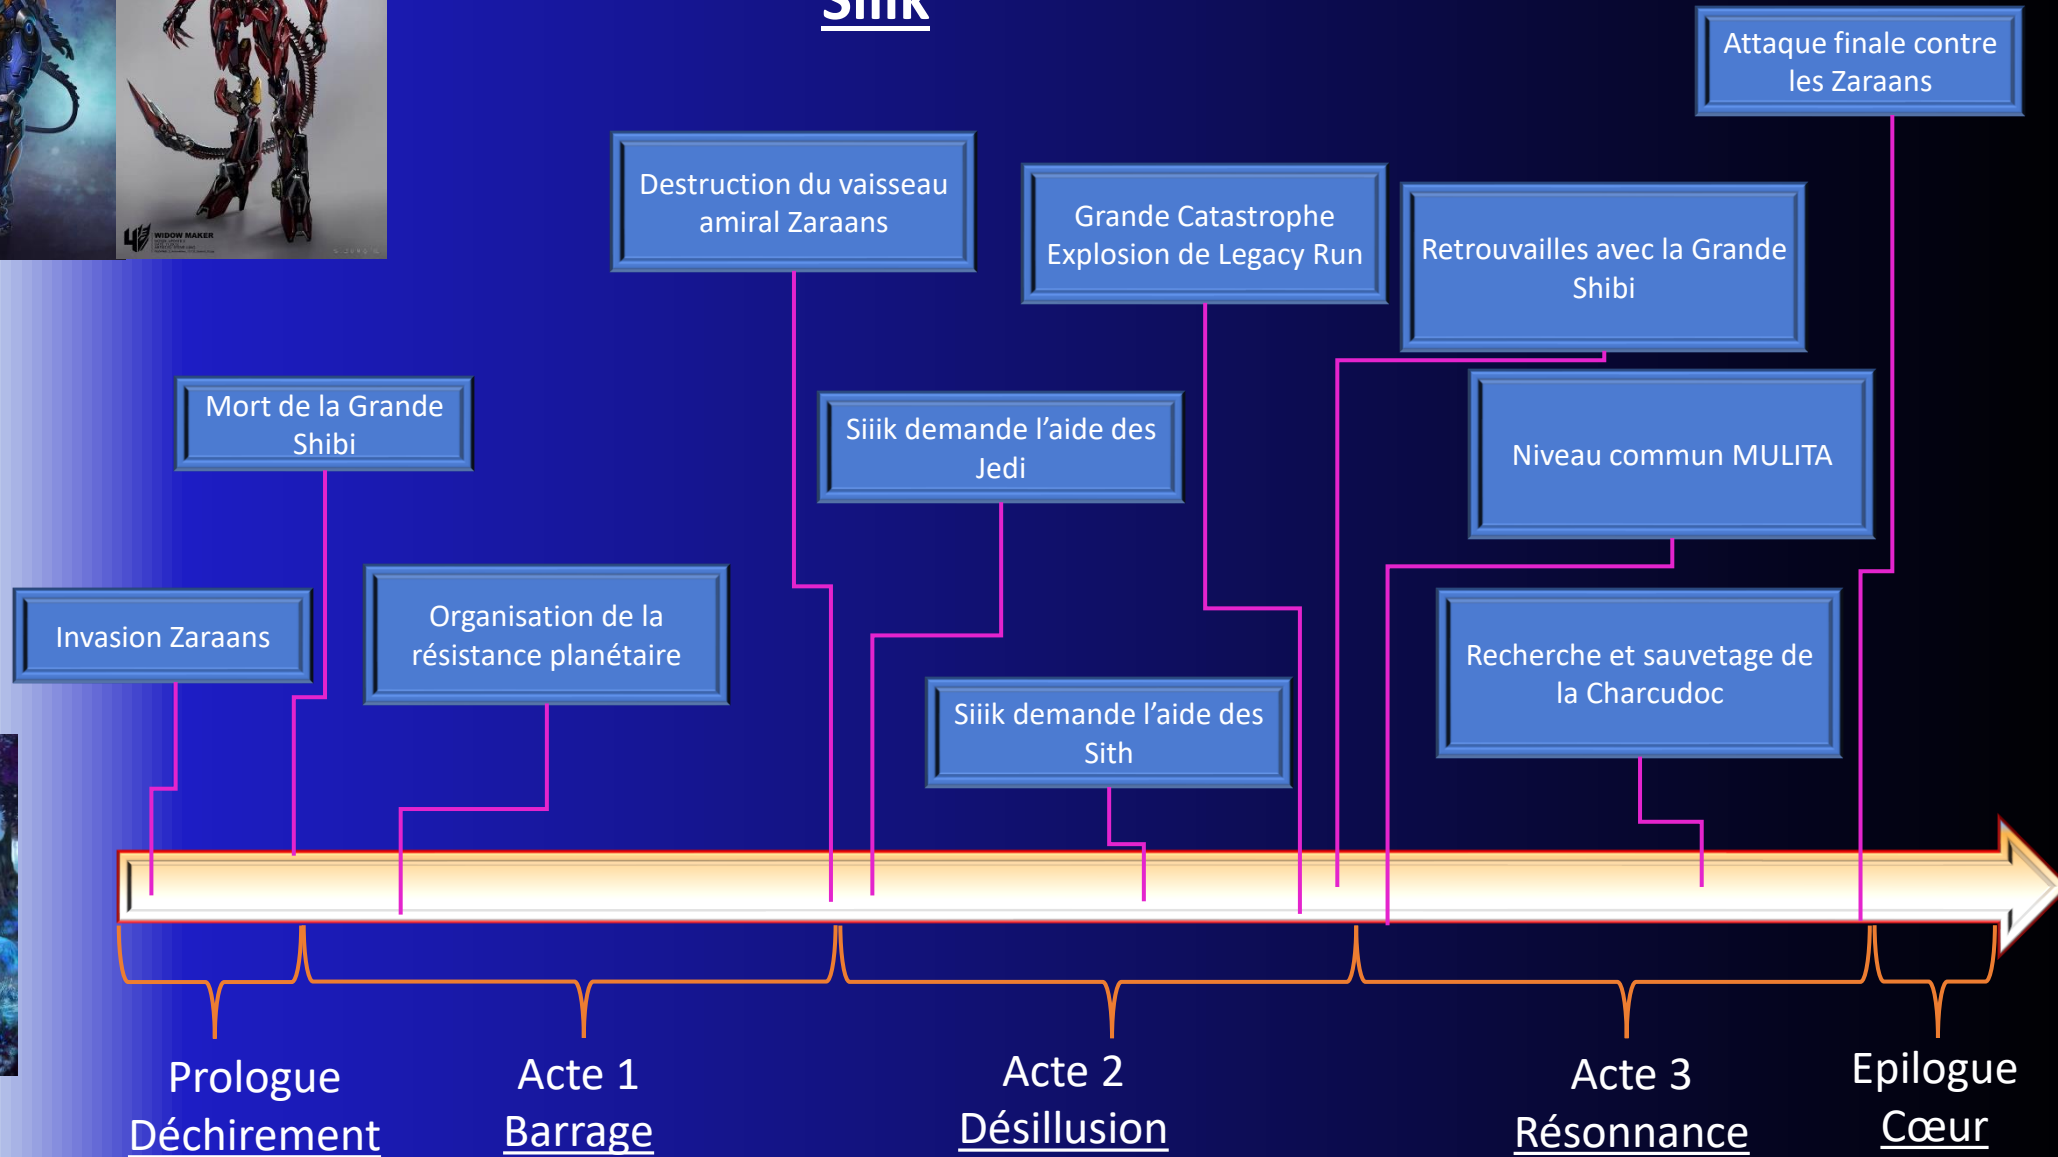 Siiik
Attaque finale contre
les Zaraans
Destruction du vaisseau
amiral Zaraans
Grande Catastrophe
Explosion de Legacy Run
Retrouvailles avec la Grande
Shibi
WIDOW MAKER
Mort de la Grande
Shibi
Siiik demande l’aide des
Jedi
Niveau commun MULITA
Invasion Zaraans
Organisation de la
résistance planétaire
Recherche et sauvetage de
la Charcudoc
Siiik demande l’aide des
Sith
Prologue
Déchirement
Acte 1
Barrage
Acte 2
Désillusion
Acte 3
Résonnance
Epilogue
Cœur